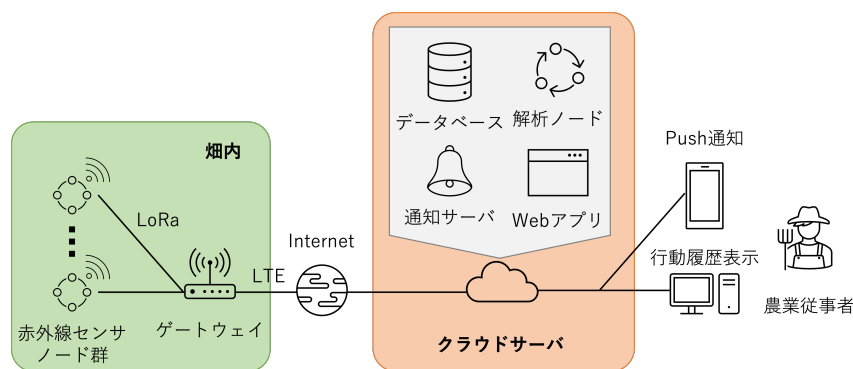 畑内
LoRa
LTE
赤外線センサ
ノード群
ゲートウェイ
Internet
データベース
解析ノード
通知サーバ
Webアプリ
クラウドサーバ
Push通知
行動履歴表示
農業従事者